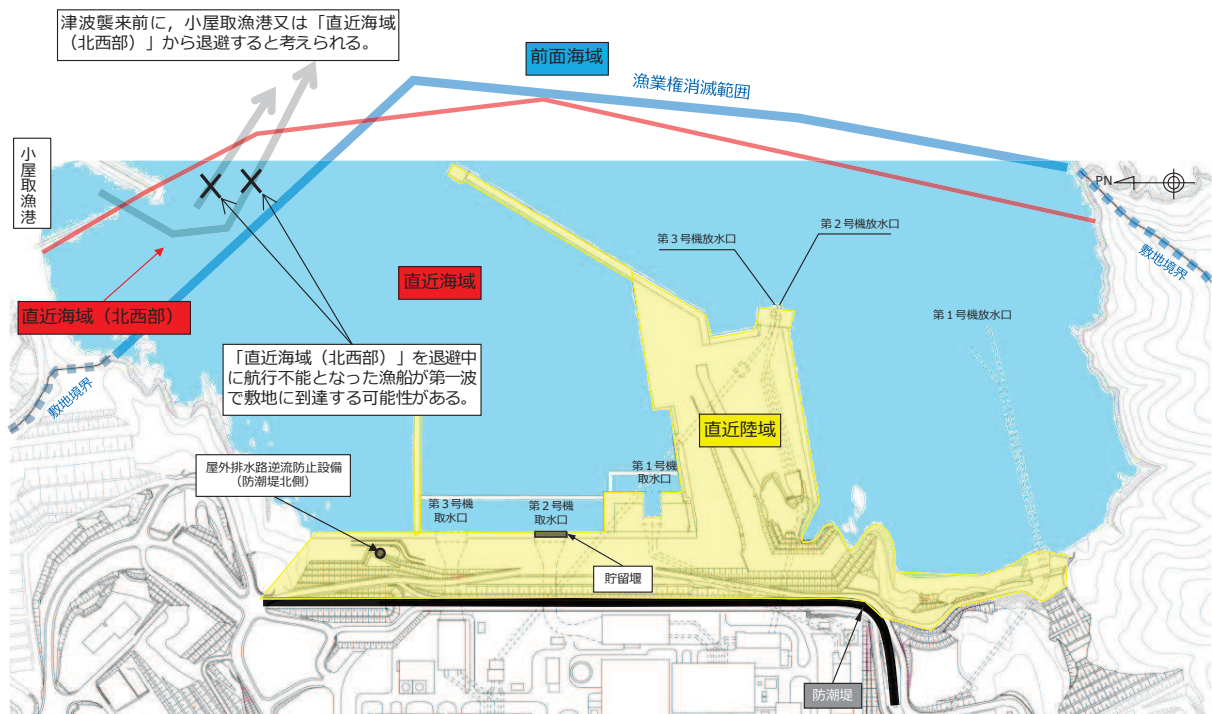 津波襲来前に，小屋取漁港又は「直近海域
（北西部）」から退避すると考えられる。
前面海域
漁業権消滅範囲
小屋取漁港
PN
第２号機放水口
第３号機放水口
敷地境界
直近海域
直近海域（北西部）
第１号機放水口
「直近海域（北西部）」を退避中
に航行不能となった漁船が第一波
で敷地に到達する可能性がある。
敷地境界
直近陸域
屋外排水路逆流防止設備
（防潮堤北側）
第１号機
取水口
第３号機
取水口
第２号機
取水口
貯留堰
防潮堤